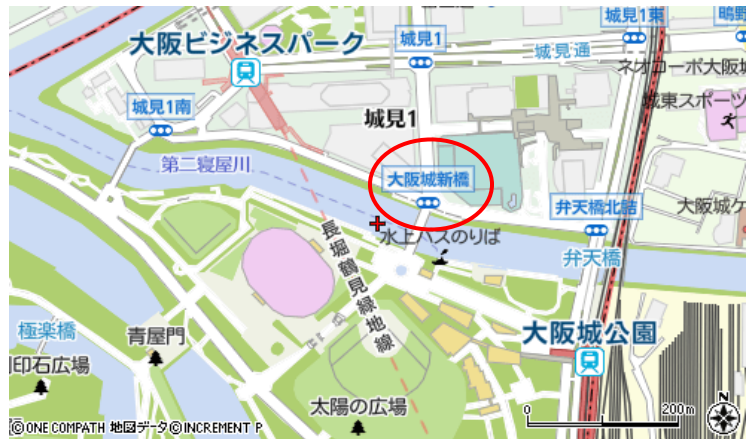 城見1
城見1東
鴫野
大阪ビジネスパーク
城見通
ネオコーポ大阪城
城見1南
城東スポーツ
城見1
第二寝屋川
大阪城新橋
弁天橋北詰
大阪城ケ
水上バスのりば
弁天橋
長堀鶴見緑地線
極楽橋
青屋門
大阪城公園
印石広場
太陽の広場
0
200m
N
©ONE COMPATH 地図データ©INCREMENT P